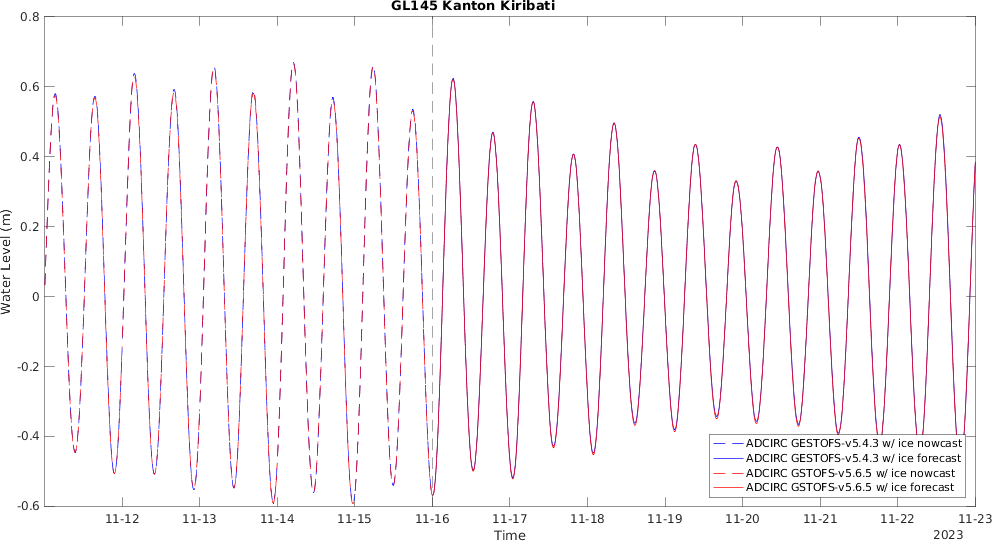 GL145 Kanton Kiribati
0.8
0.6
0.4
0.2
0
-0.2
-0.4
-0.6
Water Level (m)
ADCIRC GESTOFS-v5.4.3 w/ ice nowcast
ADCIRC GESTOFS-v5.4.3 w/ ice forecast
ADCIRC GSTOFS-v5.6.5 w/ ice nowcast
ADCIRC GSTOFS-v5.6.5 w/ ice forecast
11-12 11-13 11-14 11-15 11-16 11-17 11-18 11-19 11-20 11-21 11-22 11-23
Time
2023